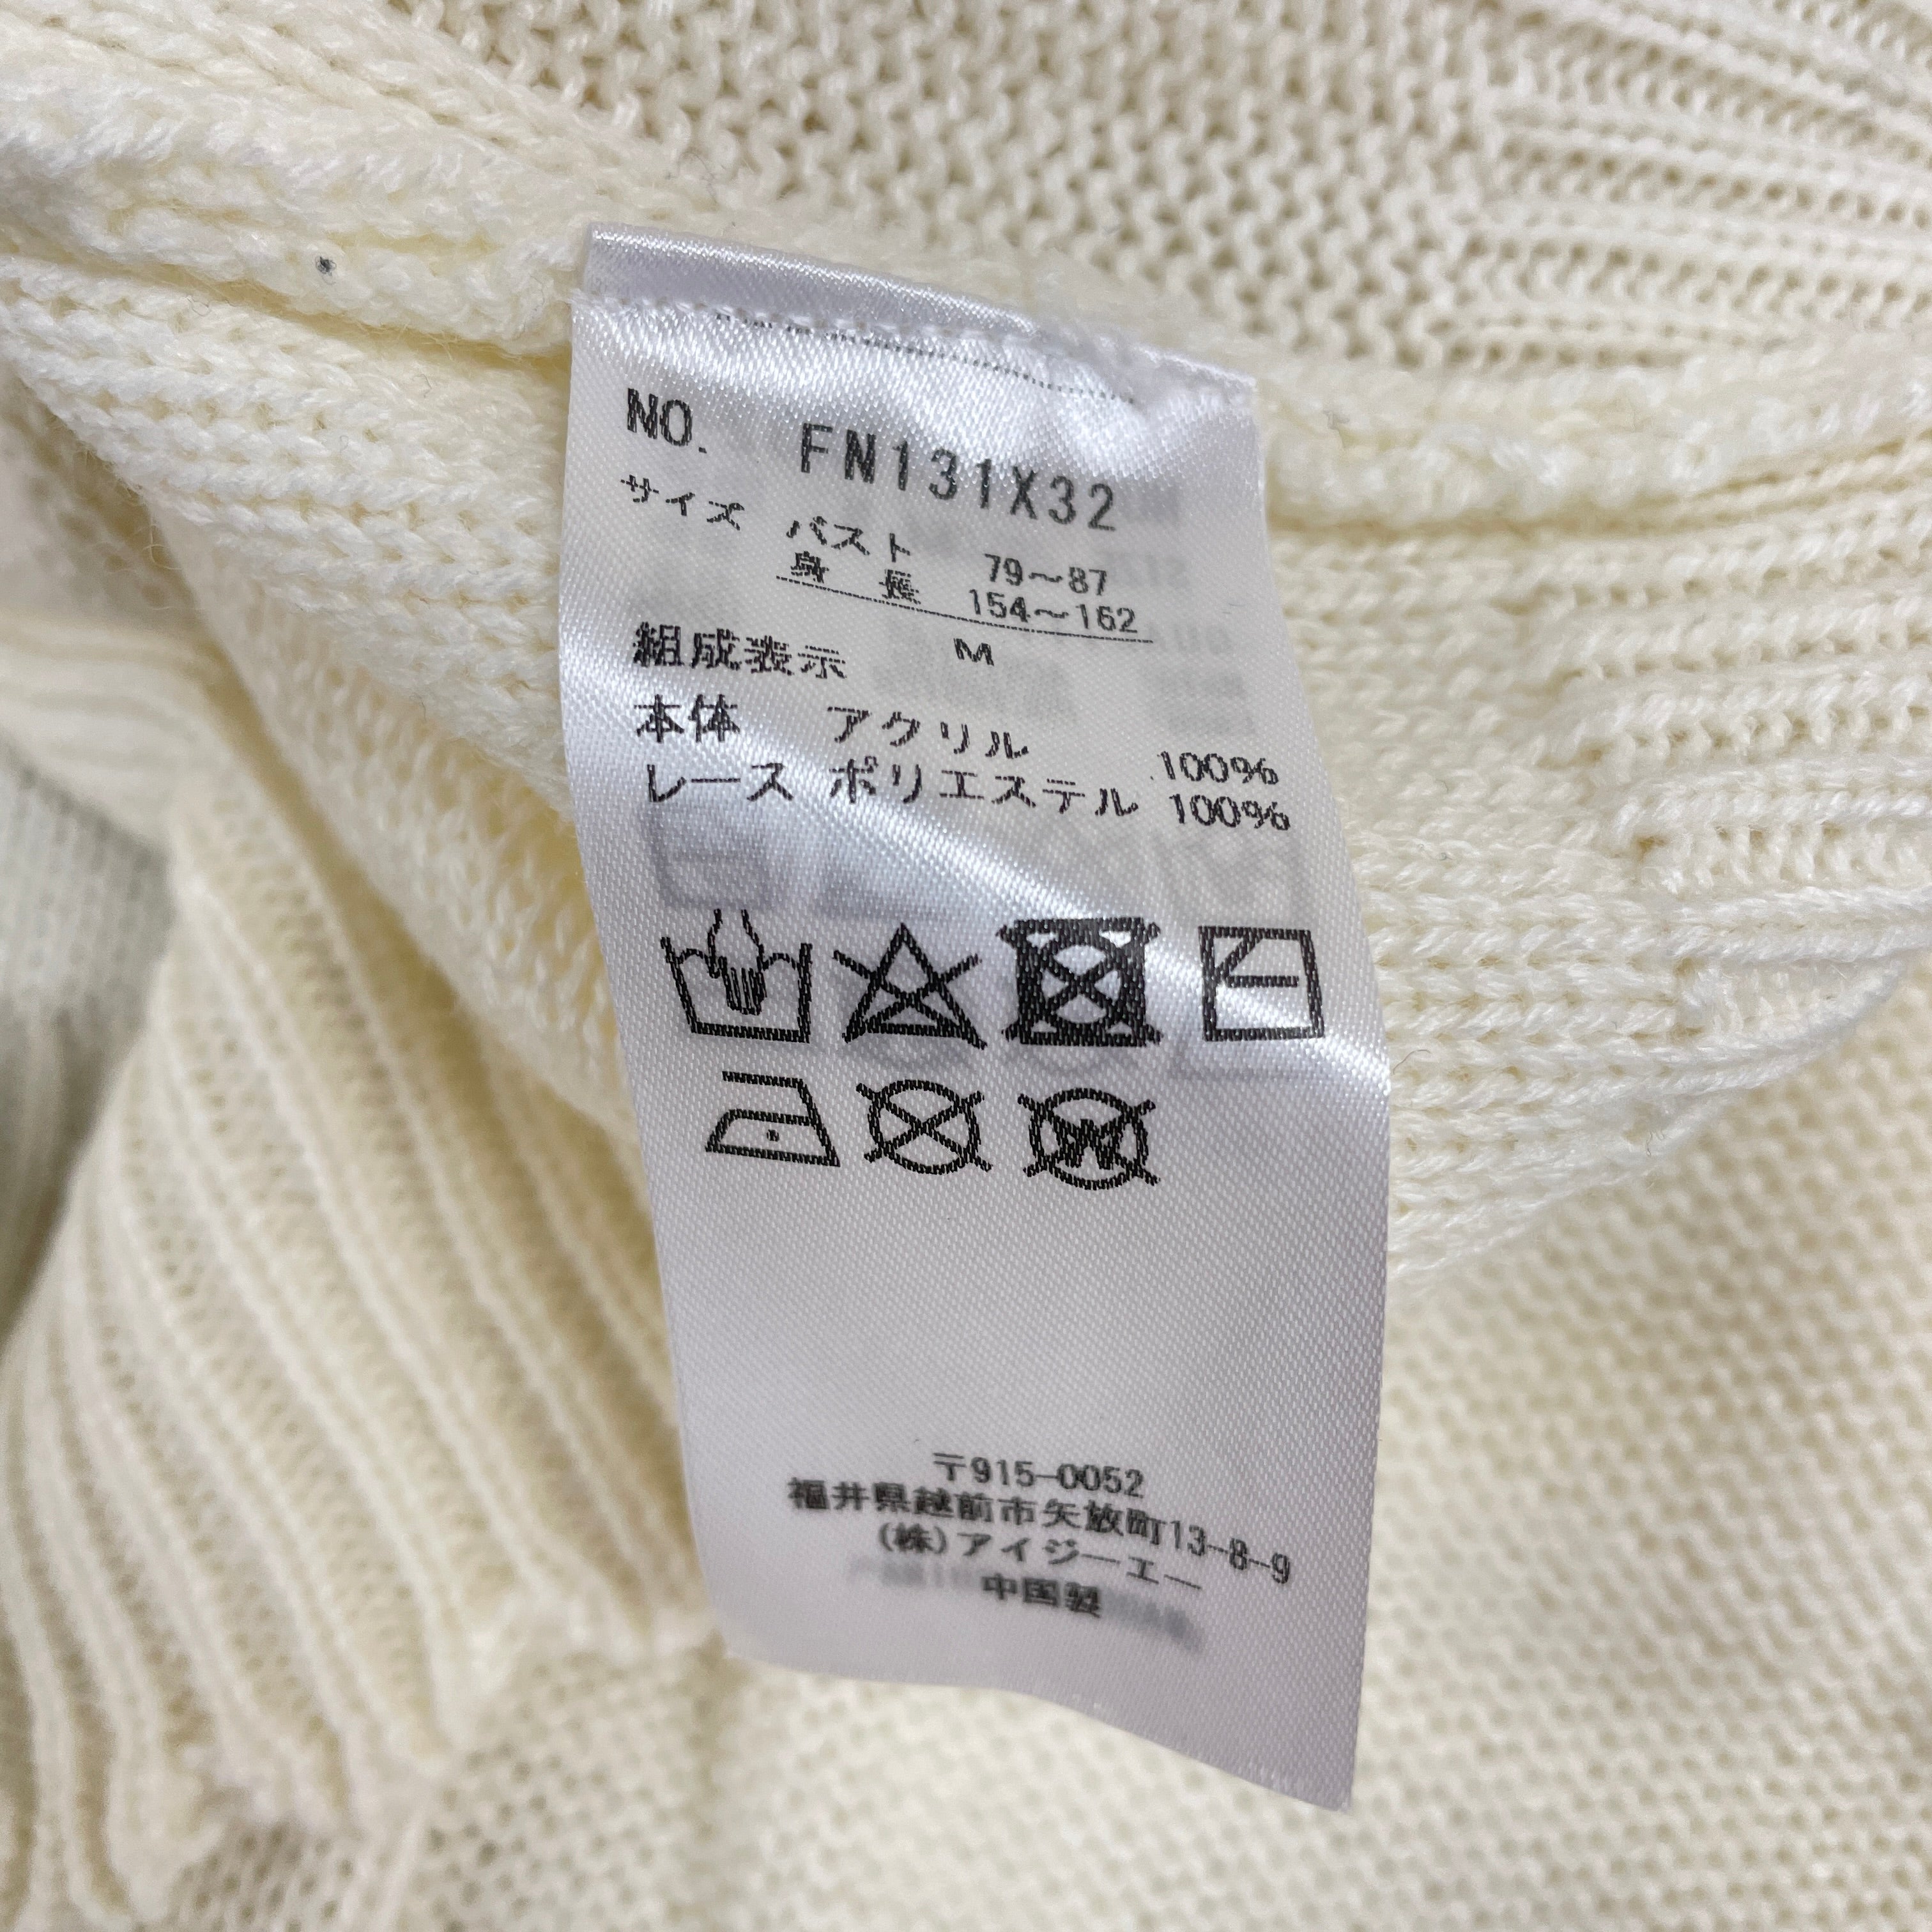 NO. FN131X32
サイズ バスト 79～87
身長 154～162
M
組成表示
本体 アクリル 100%
レース ポリエステル 100%
W
〒915-0052
福井県越前市矢放町13-8-9
(株)アイジーエー
中国製